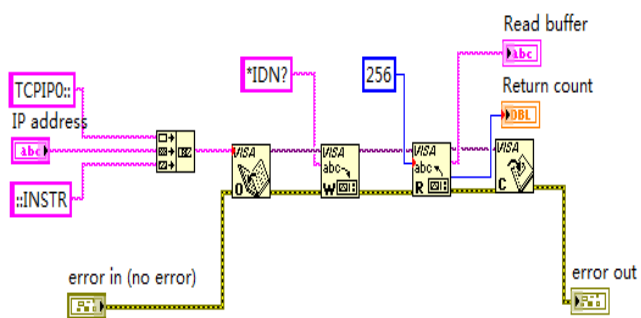 Read buffer
abc
TCPIP0::
*IDN?
256
Return count
DBL
IP address
abc
VISA
O
VISA
abc
W
VISA
abc
R
VISA
C
::INSTR
error in (no error)
error out